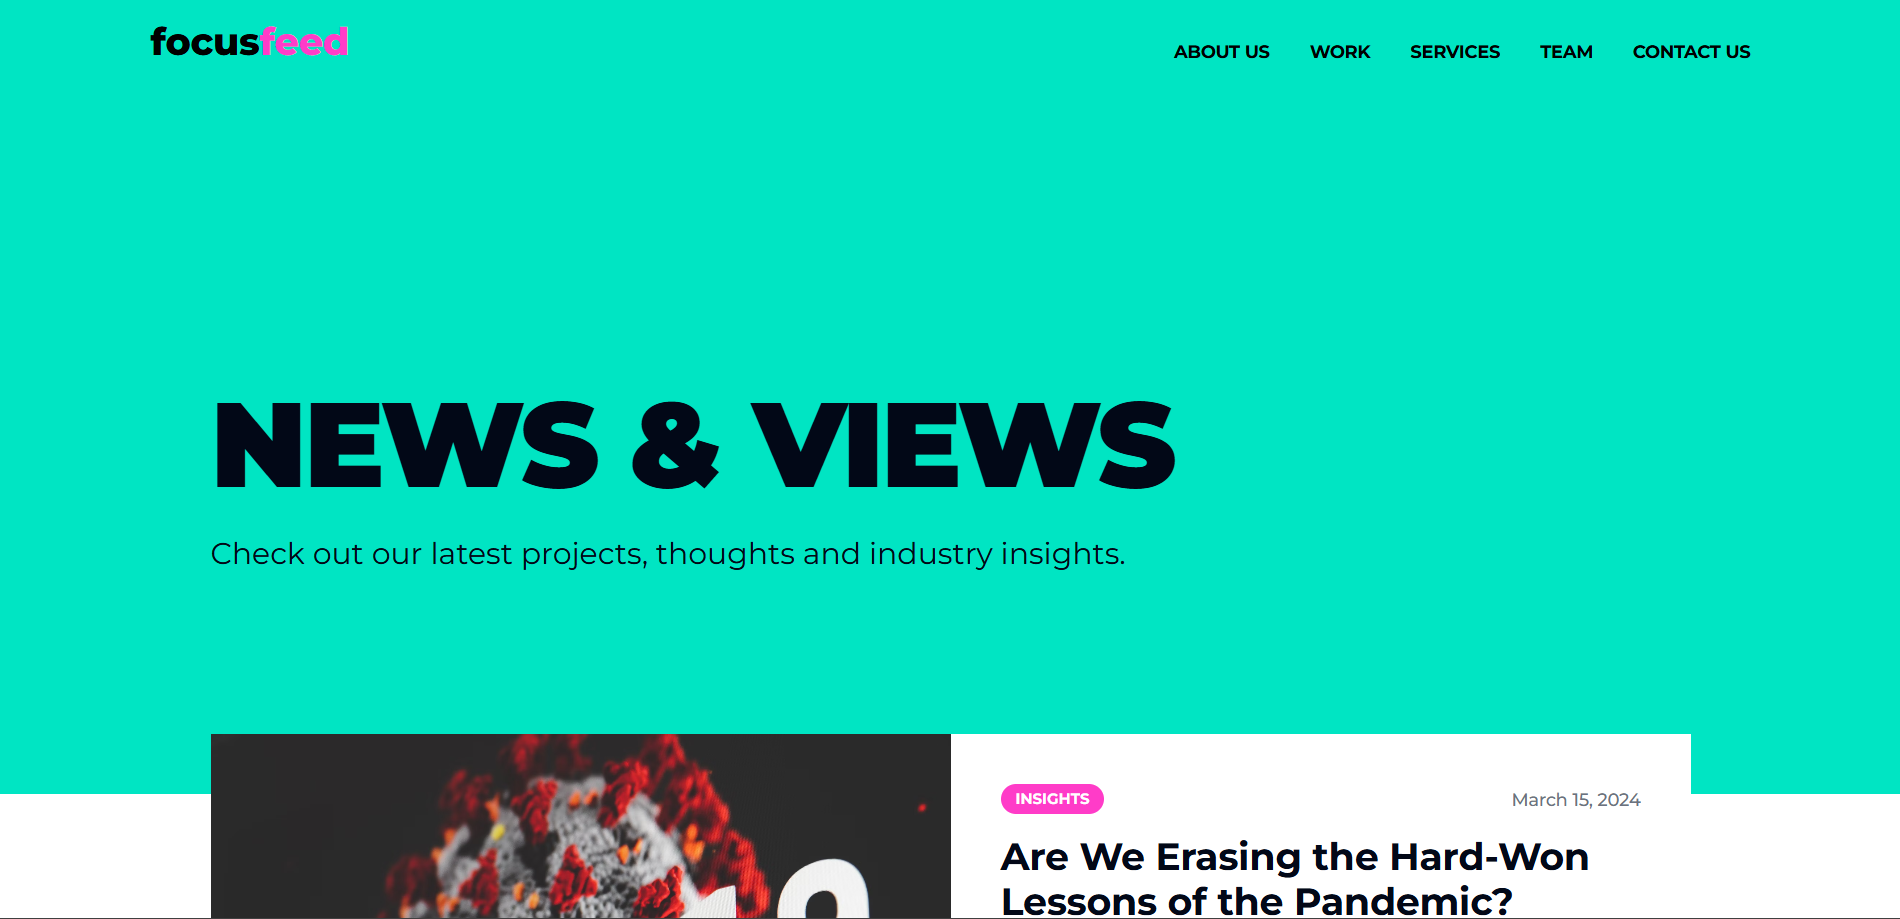 focusfeed
ABOUT US WORK SERVICES TEAM CONTACT US
NEWS & VIEWS
Check out our latest projects, thoughts and industry insights.
INSIGHTS
March 15, 2024
Are We Erasing the Hard-Won
Lessons of the Pandemic?